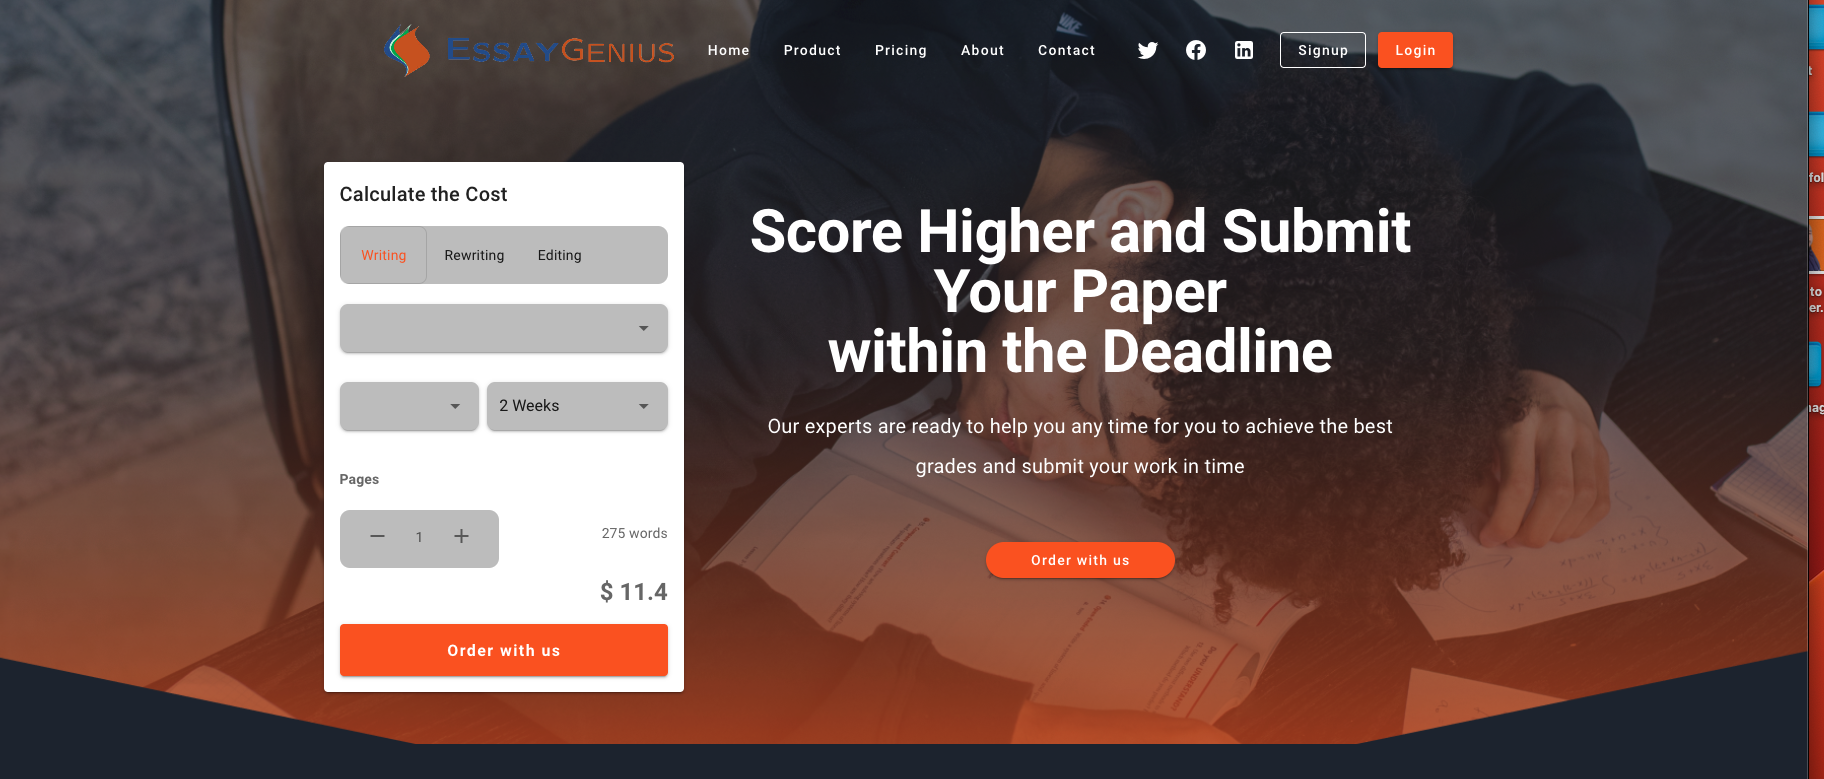 ESSAYGENIUS
Home Product Pricing About Contact Signup Login
Calculate the Cost
Writing Rewriting Editing
2 Weeks
Pages
1
275 words
$ 11.4
Order with us
Score Higher and Submit
Your Paper
within the Deadline
Our experts are ready to help you any time for you to achieve the best
grades and submit your work in time
Order with us